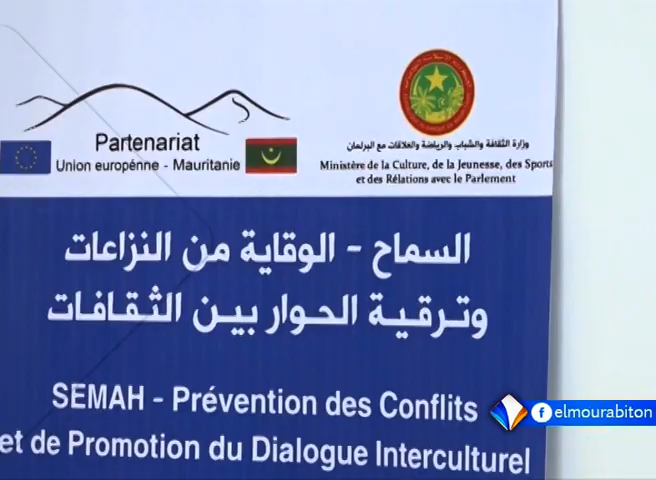 Partenariat
Union europénne - Mauritanie
وزارة الثقافة والشباب والرياضة والعلاقات مع البرلمان
Ministère de la Culture, de la Jeunesse, des Sports
et des Rélations avec le Parlement
السماح - الوقاية من النزاعات
وترقية الحوار بين الثقافات
SEMAH - Prévention des Conflits
et de Promotion du Dialogue Interculturel
elmourabiton